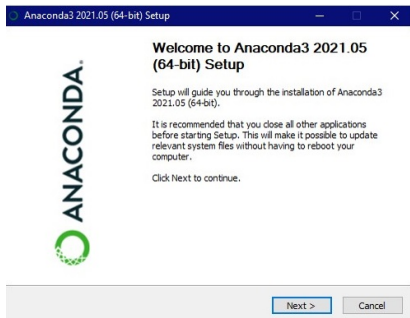 Anaconda3 2021.05 (64-bit) Setup
Welcome to Anaconda3 2021.05
(64-bit) Setup
Setup will guide you through the installation of Anaconda3
2021.05 (64-bit).
It is recommended that you close all other applications
before starting Setup. This will make it possible to update
relevant system files without having to reboot your
computer.
Click Next to continue.
ANACONDA.
Next >
Cancel